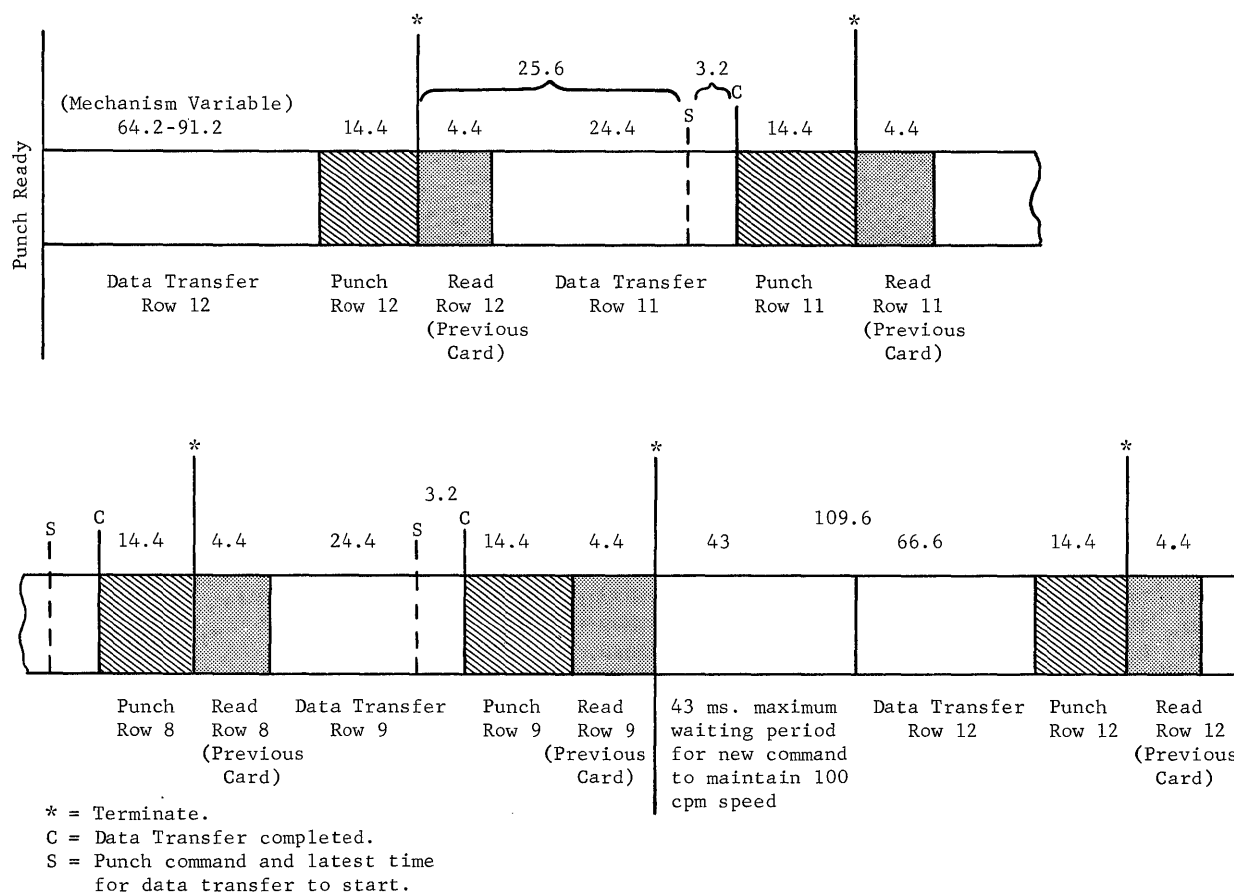 * *
25.6 3.2
(Mechanism Variable) S C
64.2-91.2 14.4 4.4 24.4 14.4 4.4
Punch Ready
Data Transfer Punch Read Data Transfer Punch Read
Row 12 Row 12 Row 12 Row 11 Row 11 Row 11
(Previous (Previous
Card) Card)
* * *
3.2 109.6
S C S C
14.4 4.4 24.4 14.4 4.4 43 66.6 14.4 4.4
Punch Read Data Transfer Punch Read 43 ms. maximum Data Transfer Punch Read
Row 8 Row 8 Row 9 Row 9 Row 9 waiting period Row 12 Row 12 Row 12
(Previous (Previous for new command (Previous
Card) Card) to maintain 100 Card)
cpm speed
* = Terminate.
C = Data Transfer completed.
S = Punch command and latest time
for data transfer to start.